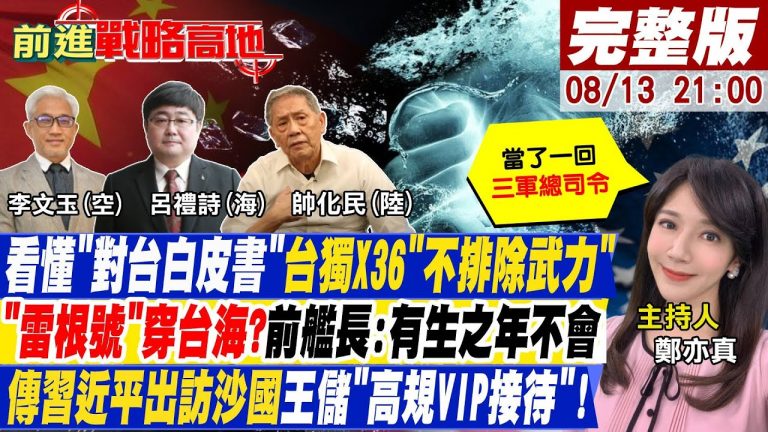 前進戰略高地
完整版
08/13 21:00
當了一回
三軍總司令
李文玉(空) 呂禮詩(海) 帥化民(陸)
看懂"對台白皮書"台獨X36"不排除武力"
"雷根號"穿台海?前艦長:有生之年不會
傳習近平出訪沙國王儲"高規VIP接待"!
主持人
鄭亦真